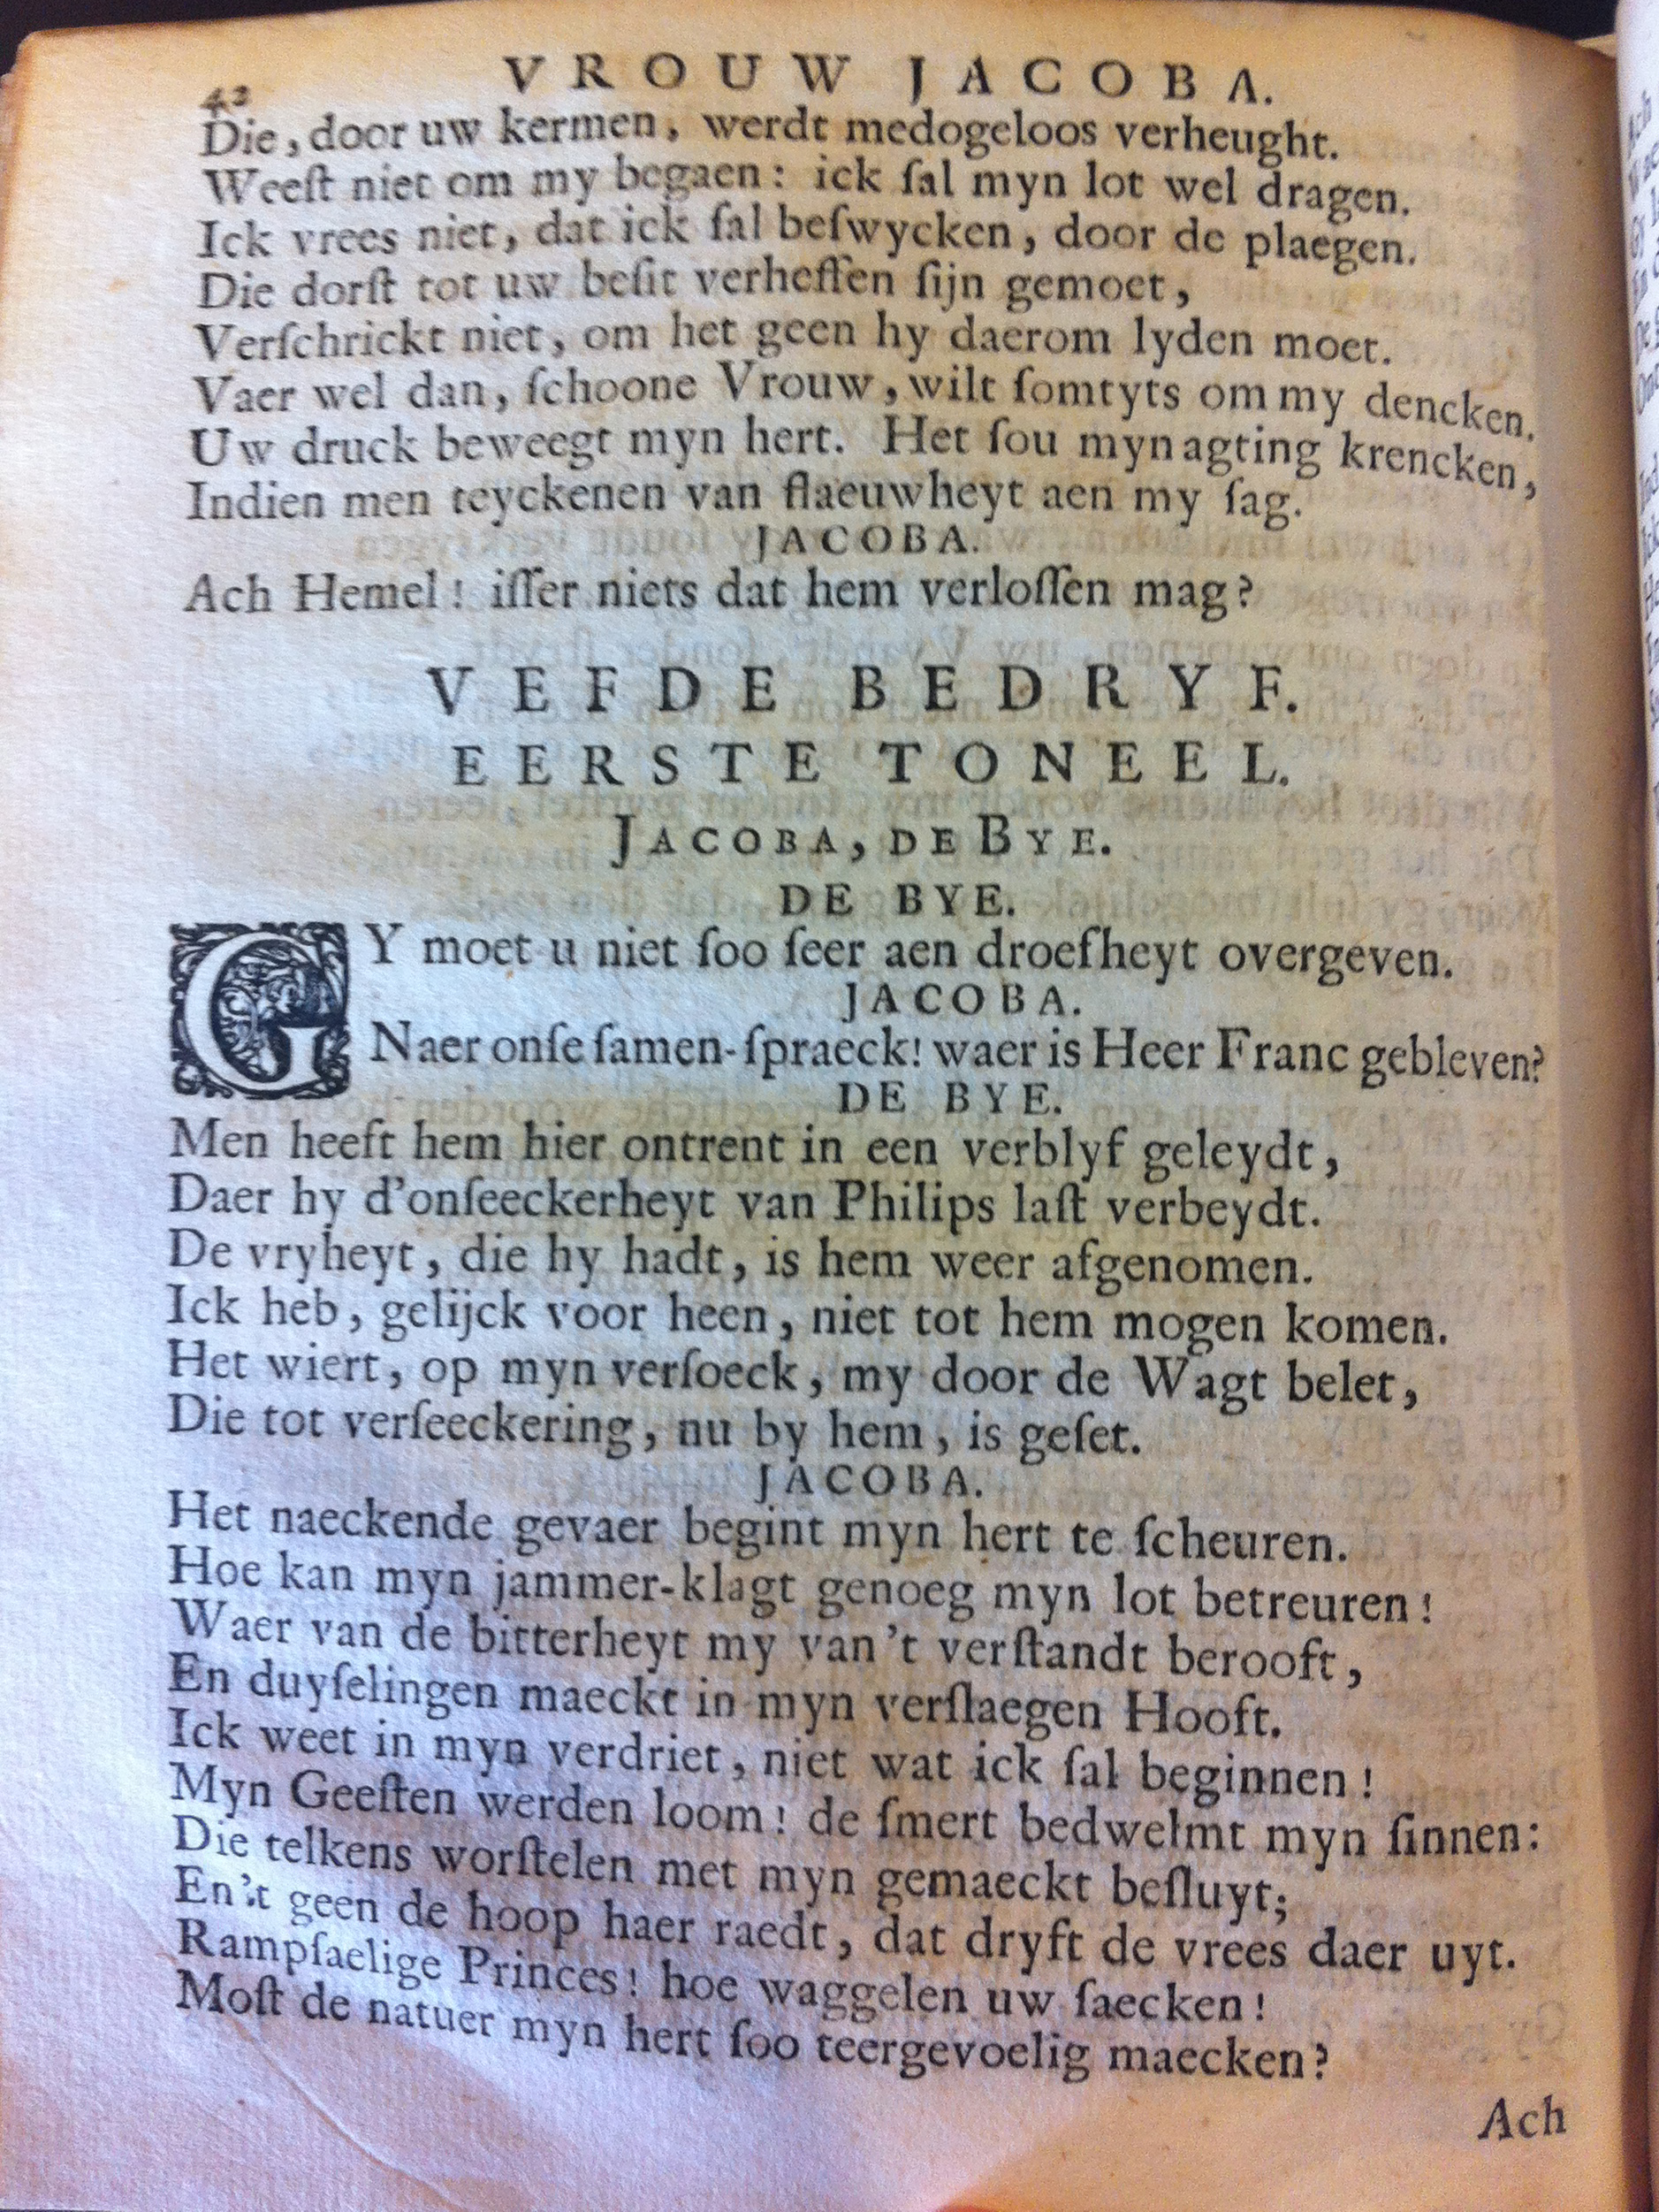 42
VROUW JACOBA.
Die, door uw kermen, werdt medogeloos verheught.
Weeſt niet om my begaen: ick ſal myn lot wel dragen.
Ick vrees niet, dat ick ſal beſwycken, door de plaegen.
Die dorſt tot uw beſit verheffen ſijn gemoet,
Verſchrickt niet, om het geen hy daerom lyden moet.
Vaer wel dan, ſchoone Vrouw, wilt ſomtyts om my dencken.
Uw druck beweegt myn hert. Het ſou myn agting krencken,
Indien men teyckenen van flaeuwheyt aen my ſag.
JACOBA.
Ach Hemel! iſſer niets dat hem verloſſen mag?
VEFDE BEDRYF.
EERSTE TONEEL.
JACOBA, DE BYE.
DE BYE.
GY moet u niet ſoo ſeer aen droefheyt overgeven.
JACOBA.
Naer onſe ſamen-ſpraeck! waer is Heer Franc gebleven?
DE BYE.
Men heeft hem hier ontrent in een verblyf geleydt,
Daer hy d'onſeeckerheyt van Philips laſt verbeydt.
De vryheyt, die hy hadt, is hem weer afgenomen.
Ick heb, gelijck voor heen, niet tot hem mogen komen.
Het wiert, op myn verſoeck, my door de Wagt belet,
Die tot verſeeckering, nu by hem, is geſet.
JACOBA.
Het naeckende gevaer begint myn hert te ſcheuren.
Hoe kan myn jammer-klagt genoeg myn lot betreuren!
Waer van de bitterheyt my van't verſtandt berooft,
En duyſelingen maeckt in myn verſlaegen Hooft.
Ick weet in myn verdriet, niet wat ick ſal beginnen!
Myn Geeſten werden loom! de ſmert bedwelmt myn ſinnen:
Die telkens worſtelen met myn gemaeckt beſluyt;
En't geen de hoop haer raedt, dat dryft de vrees daer uyt.
Rampſaelige Princes! hoe waggelen uw ſaecken!
Moſt de natuer myn hert ſoo teergevoelig maecken?
Ach